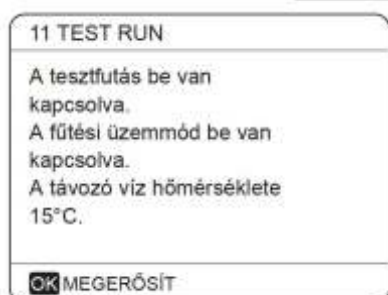 11 TEST RUN
A tesztfutás be van
kapcsolva.
A fűtési üzemmód be van
kapcsolva.
A távozó víz hőmérséklete
15°C.
OK MEGERŐSÍT